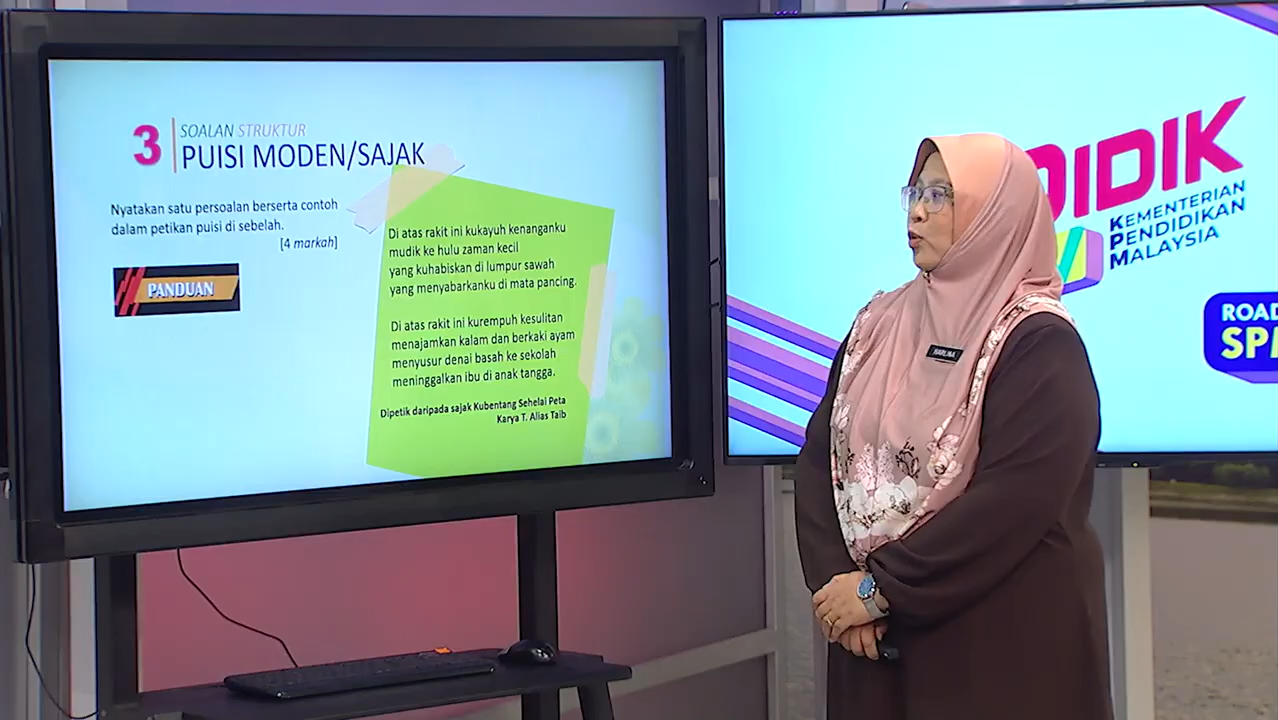 3
SOALAN STRUKTUR
PUISI MODEN/SAJAK
Nyatakan satu persoalan berserta contoh
dalam petikan puisi di sebelah.
[4 markah]
PANDUAN
Di atas rakit ini kukayuh kenanganku
mudik ke hulu zaman kecil
yang kuhabiskan di lumpur sawah
yang menyabarkanku di mata pancing.
Di atas rakit ini kurempuh kesulitan
menajamkan kalam dan berkaki ayam
menyusur denai basah ke sekolah
meninggalkan ibu di anak tangga.
Dipetik daripada sajak Kubentang Sehelai Peta
Karya T. Alias Taib
DIDIK
KEMENTERIAN
PENDIDIKAN
MALAYSIA
ROAD
SPM
HARLINA